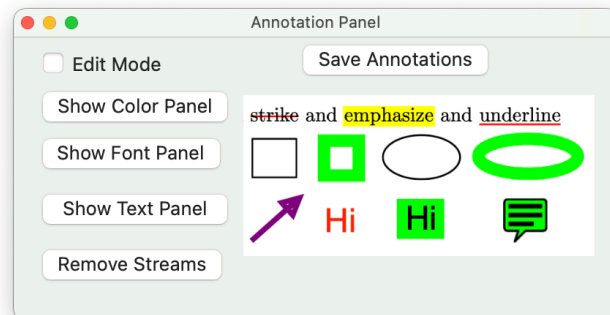 Annotation Panel
Edit Mode
Save Annotations
Show Color Panel
Show Font Panel
Show Text Panel
Remove Streams
strike and emphasize and underline
Hi
Hi